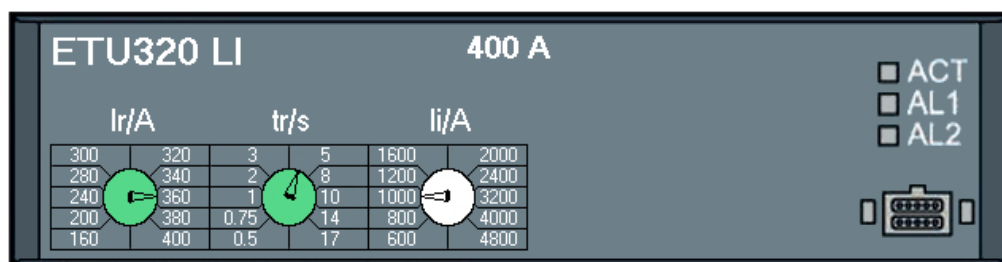 ETU320 LI 400 A
ACT
AL1
AL2
Ir/A tr/s Ii/A
300 320 3 5 1600 2000
280 340 2 8 1200 2400
240 360 1 10 1000 3200
200 380 0.75 14 800 4000
160 400 0.5 17 600 4800